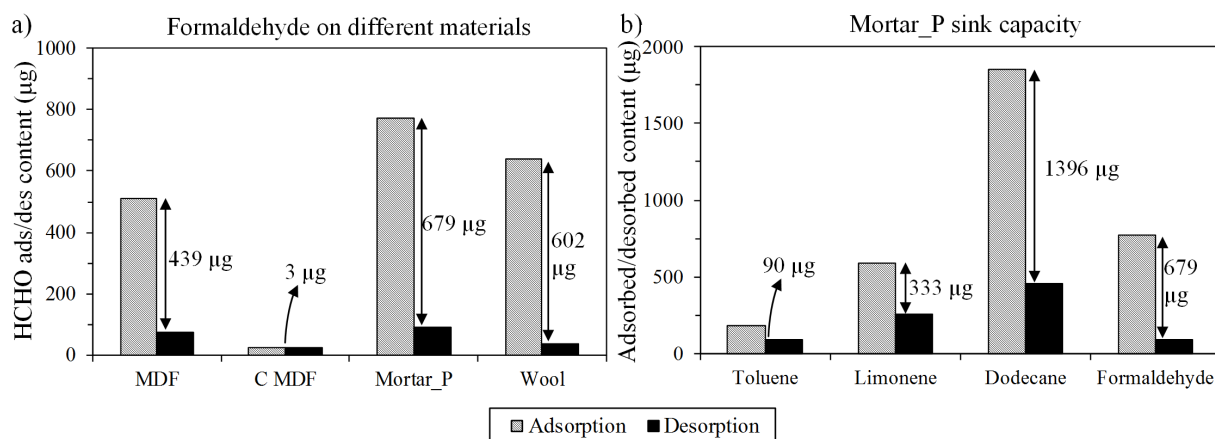 a)
Formaldehyde on different materials
HCHO ads/des content (µg)
1000
800
600
400
200
0
439 µg
3 µg
679 µg
602
µg
MDF
C MDF
Mortar_P
Wool
b)
Mortar_P sink capacity
Adsorbed/desorbed content (µg)
2000
1500
1000
500
0
90 µg
333 µg
1396 µg
679
µg
Toluene
Limonene
Dodecane
Formaldehyde
Adsorption
Desorption